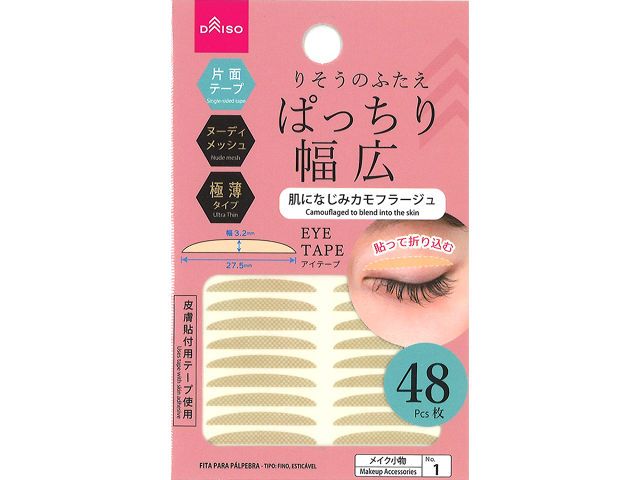 DAISO
片面
テープ
Single-sided tape
ヌーディ
メッシュ
Nude mesh
極薄
タイプ
Ultra Thin
りそうのふたえ
ぱっちり
幅広
肌になじみカモフラージュ
Camouflaged to blend into the skin
幅3.2mm
27.5mm
EYE
TAPE
アイテープ
貼って折り込む
皮膚貼付用テープ使用
Uses tape with skin adhesive
48
Pcs 枚
FITA PARA PÁLPEBRA - TIPO: FINO, ESTICÁVEL
メイク小物
Makeup Accessories
No.
1